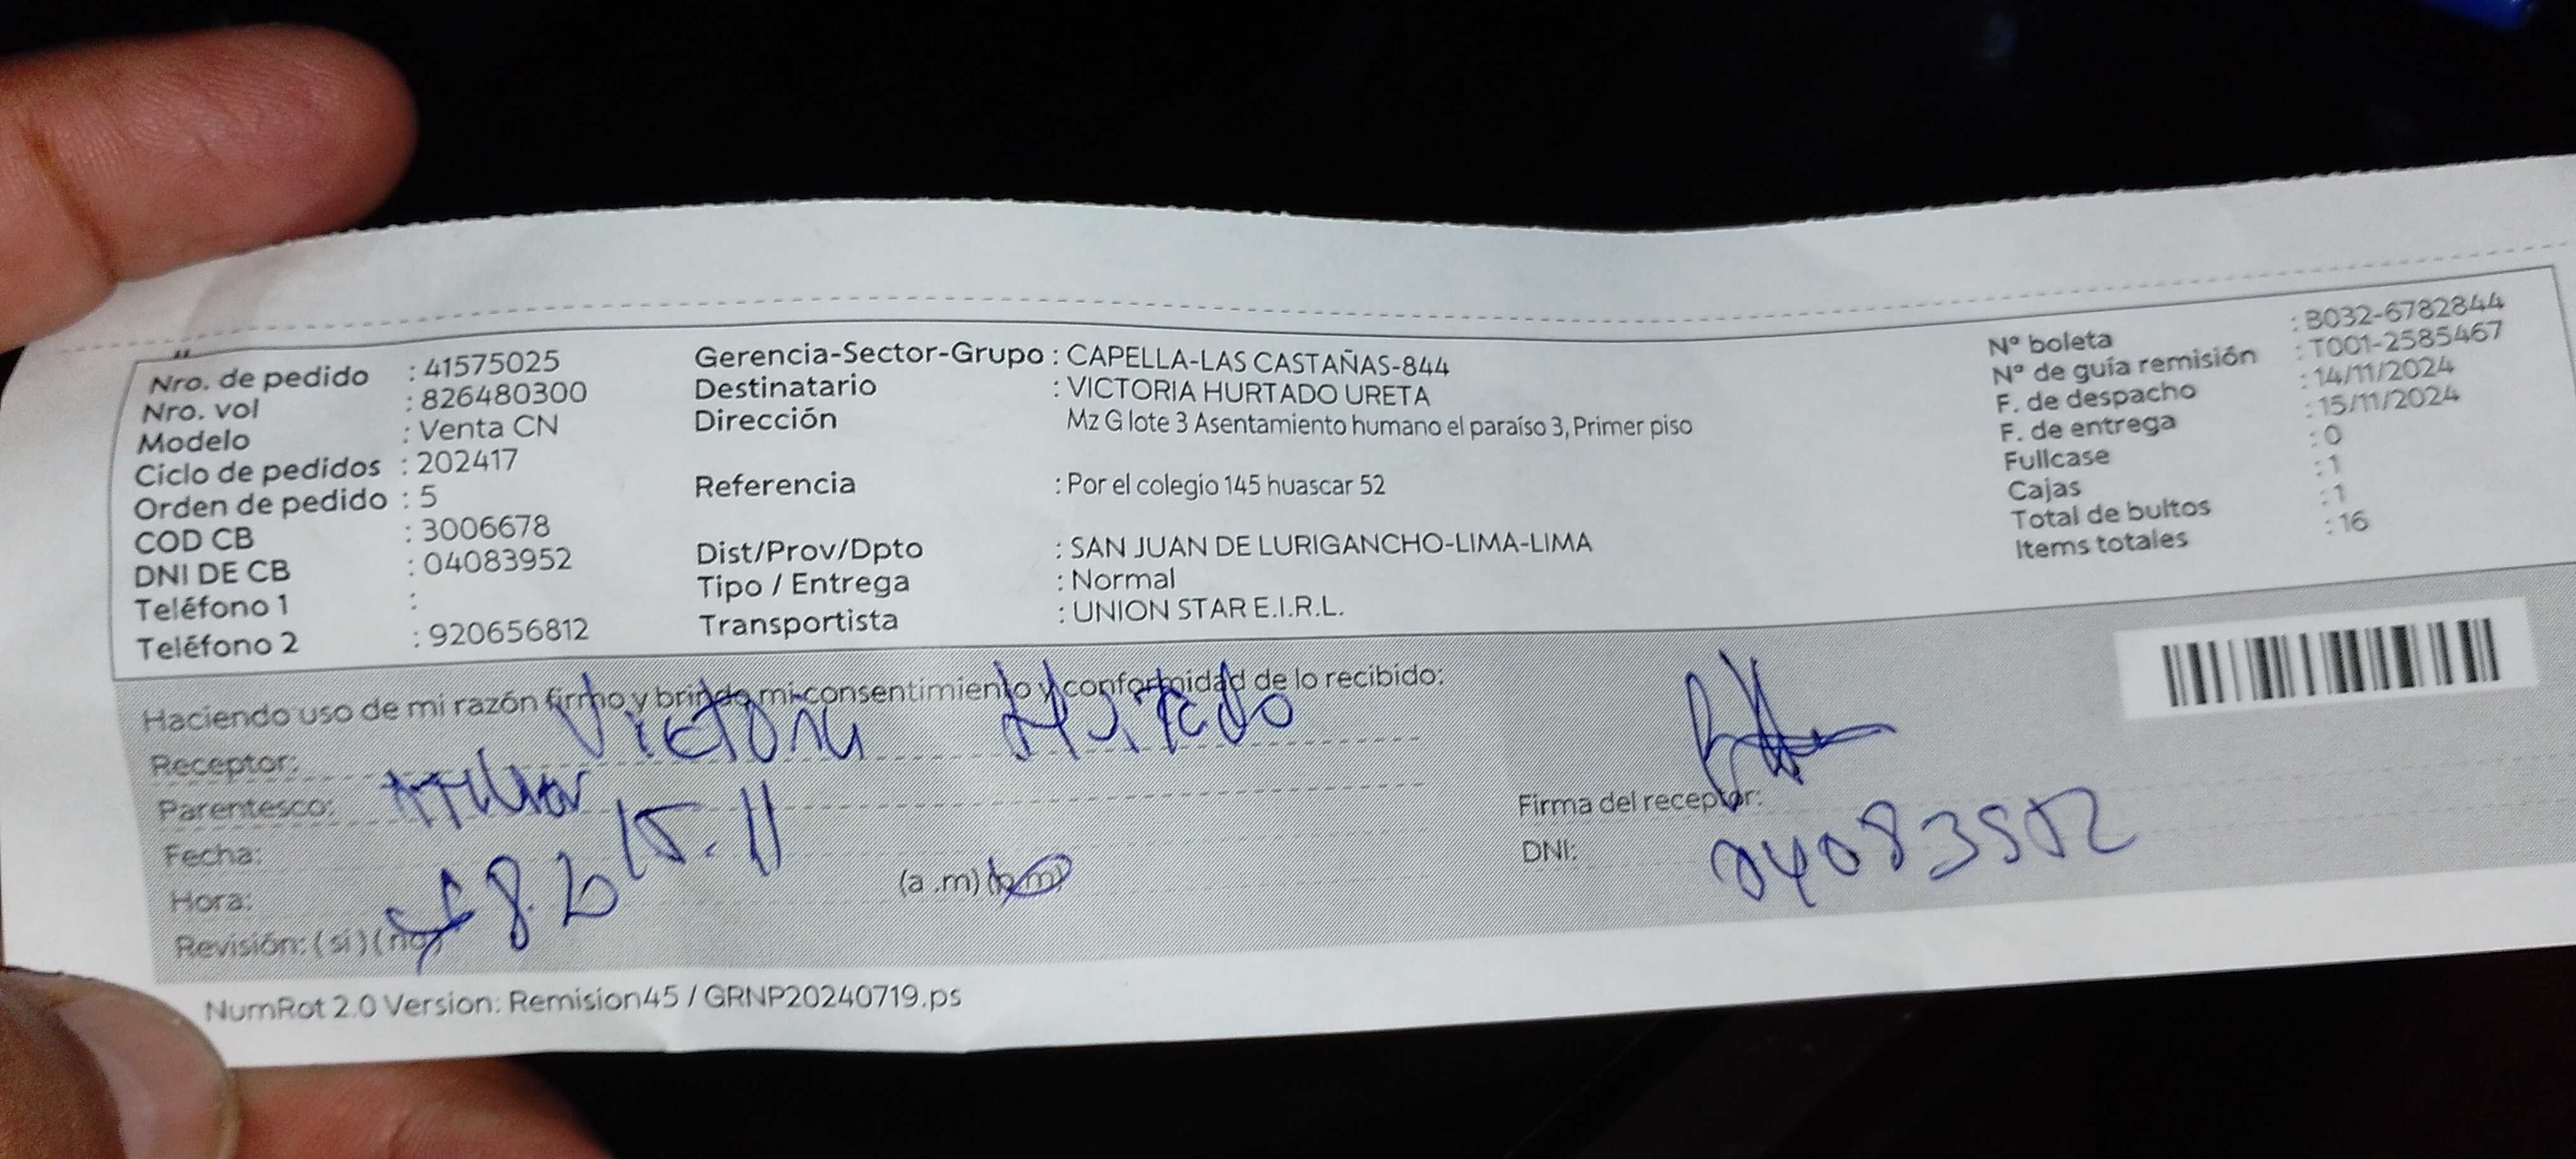 Nro. de pedido : 41575025
Nro. vol : 826480300
Modelo : Venta CN
Ciclo de pedidos : 202417
Orden de pedido : 5
COD CB : 3006678
DNI DE CB : 04083952
Teléfono 1 :
Teléfono 2 : 920656812
Gerencia-Sector-Grupo : CAPELLA-LAS CASTAÑAS-844
Destinatario : VICTORIA HURTADO URETA
Dirección Mz G lote 3 Asentamiento humano el paraíso 3, Primer piso
Referencia : Por el colegio 145 huascar 52
Dist/Prov/Dpto : SAN JUAN DE LURIGANCHO-LIMA-LIMA
Tipo / Entrega : Normal
Transportista : UNION STAR E.I.R.L.
N° boleta : B032-6782844
N° de guía remisión : T001-2585467
F. de despacho : 14/11/2024
F. de entrega : 15/11/2024
Fullcase : 0
Cajas : 1
Total de bultos : 1
Items totales : 16
Haciendo uso de mi razón firmo y brindo mi consentimiento y conformidad de lo recibido:
Receptor: Victoria Hurtado
Parentesco:
Fecha: 15.11
Hora: 8.20 (a.m) (p.m)
Revisión: (si) (no)
Firma del receptor:
DNI: 04083952
NumRot 2.0 Version: Remision45 / GRNP20240719.ps